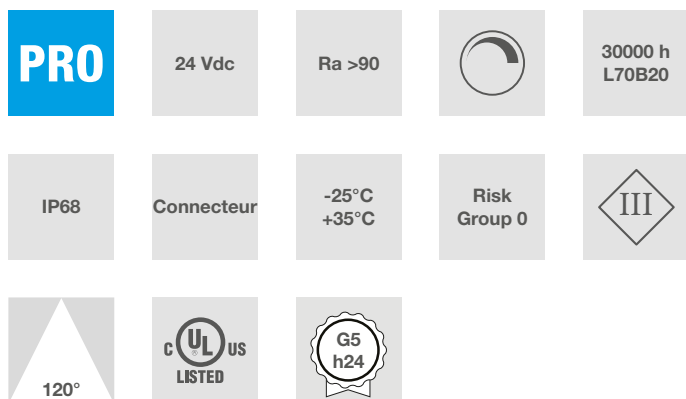 PRO
24 Vdc
Ra >90
30000 h
L70B20
IP68
Connecteur
-25°C
+35°C
Risk
Group 0
III
120°
C UL US
®
LISTED
G5
h24